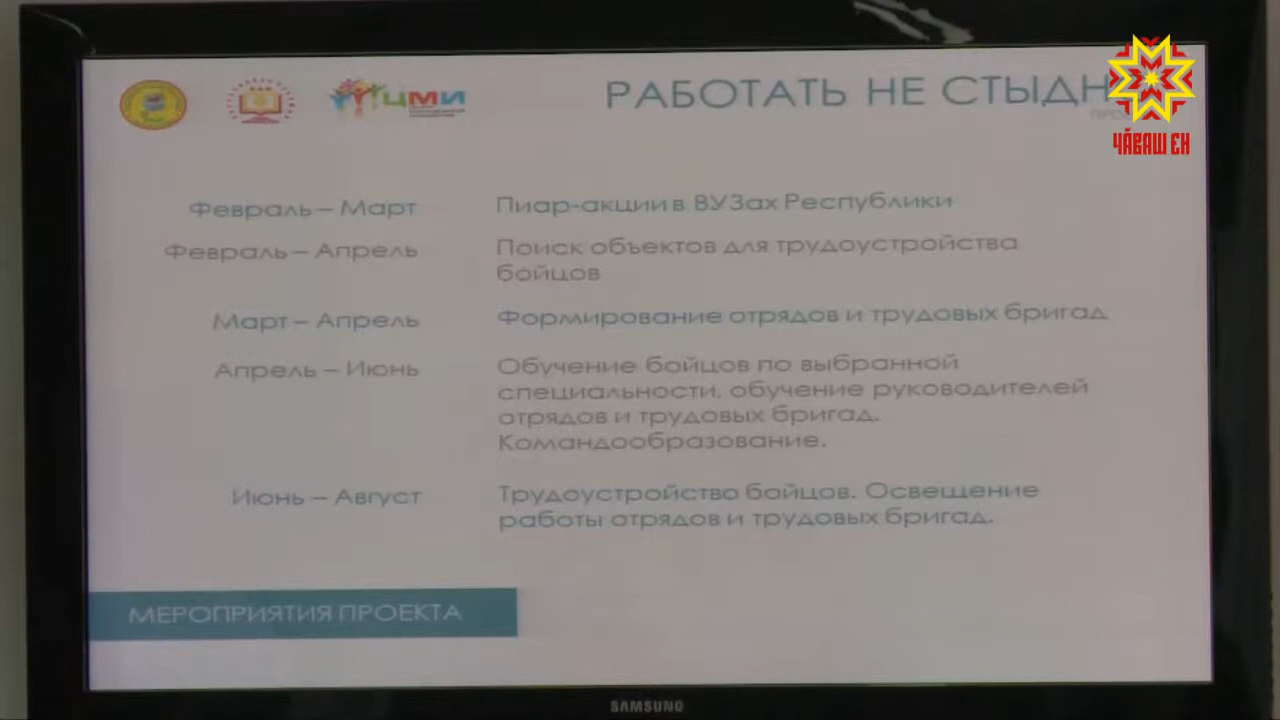 ЦМИ
РАБОТАТЬ НЕ СТЫДН
ЧӐВАШ ЕН
Февраль – Март
Пиар-акции в ВУЗах Республики
Февраль – Апрель
Поиск объектов для трудоустройства
бойцов
Март – Апрель
Формирование отрядов и трудовых бригад
Апрель – Июнь
Обучение бойцов по выбранной
специальности, обучение руководителей
отрядов и трудовых бригад.
Командообразование.
Июнь – Август
Трудоустройство бойцов. Освещение
работы отрядов и трудовых бригад.
МЕРОПРИЯТИЯ ПРОЕКТА
SAMSUNG